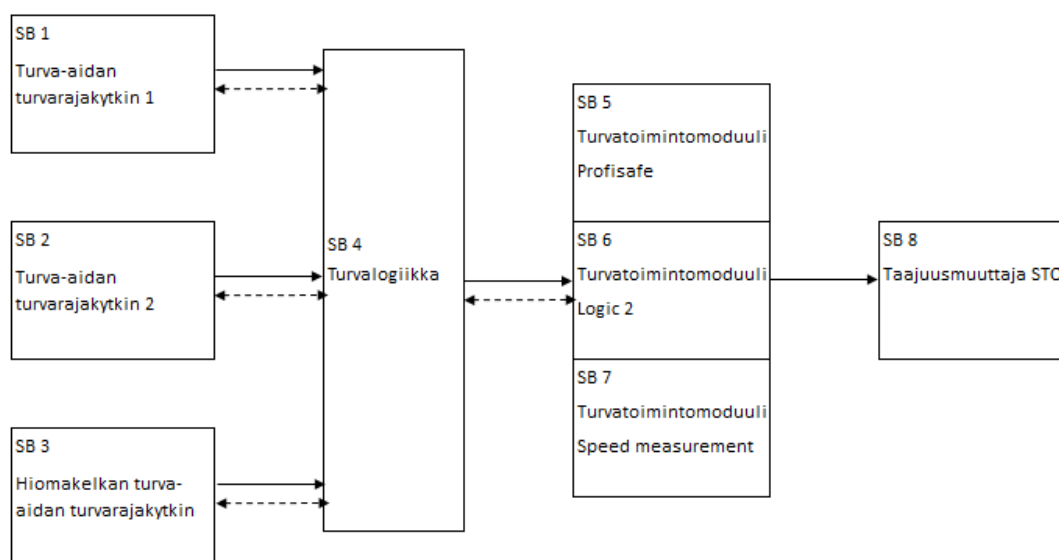 SB 1
Turva-aidan
turvarajakytkin 1
SB 2
Turva-aidan
turvarajakytkin 2
SB 3
Hiomakelkan turva-
aidan turvarajakytkin
SB 4
Turvalogiikka
SB 5
Turvatoimintomoduuli
Profisafe
SB 6
Turvatoimintomoduuli
Logic 2
SB 7
Turvatoimintomoduuli
Speed measurement
SB 8
Taajuusmuuttaja STO